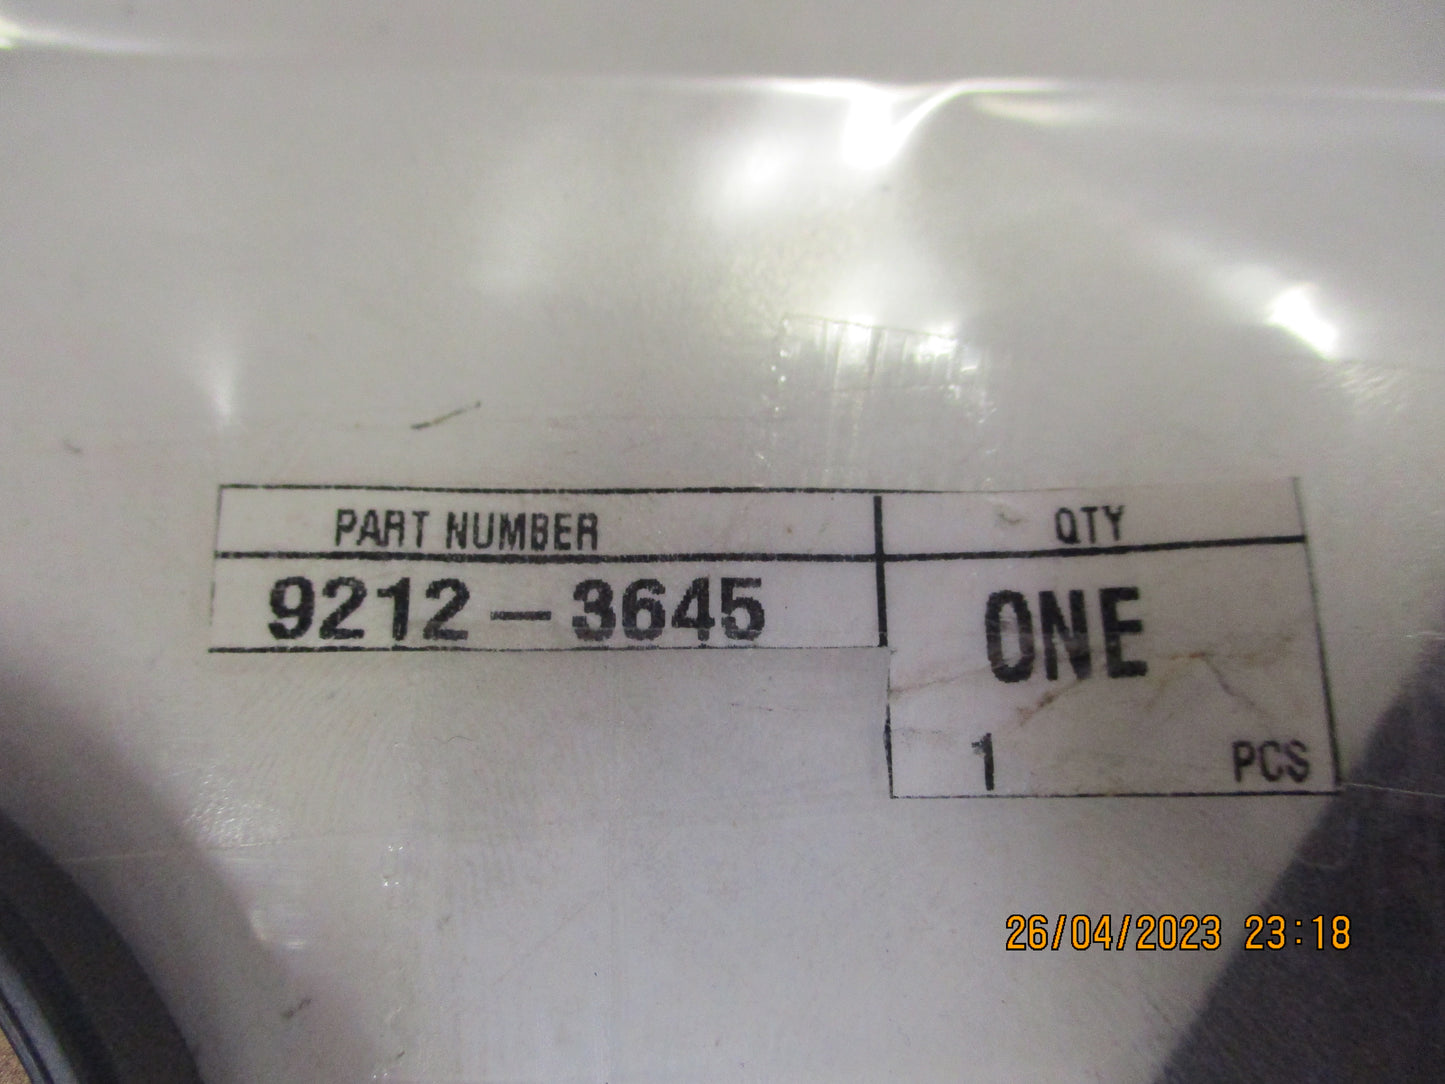 PART NUMBER QTY
9212-3645 ONE
1 PCS
26/04/2023 23:18